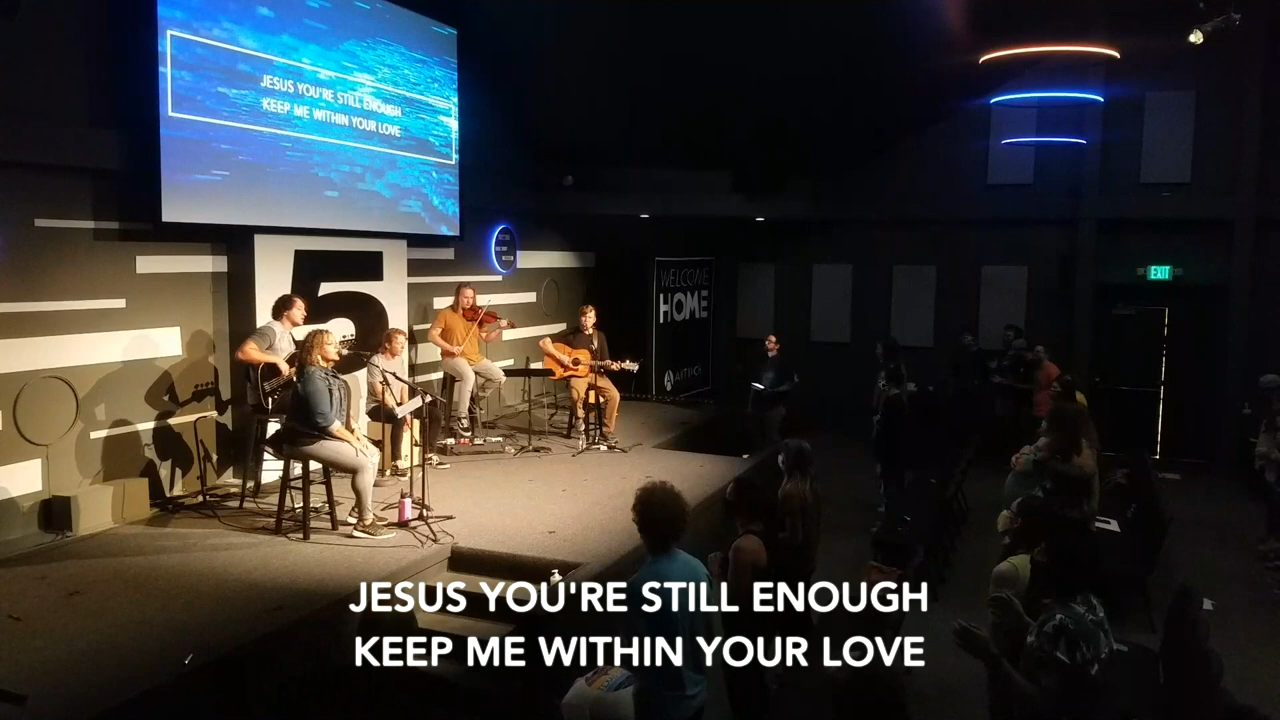 JESUS YOU'RE STILL ENOUGH
KEEP ME WITHIN YOUR LOVE
5
WELCOME
HOME
EXIT
JESUS YOU'RE STILL ENOUGH
KEEP ME WITHIN YOUR LOVE